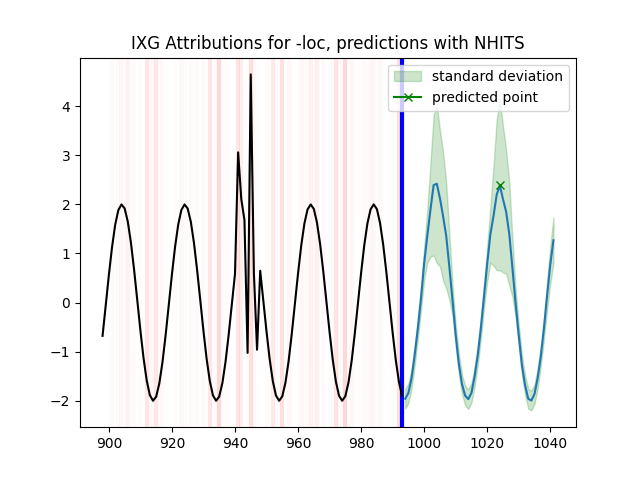 IXG Attributions for -loc, predictions with NHITS
standard deviation
predicted point
4
3
2
1
0
−1
−2
900 920 940 960 980 1000 1020 1040